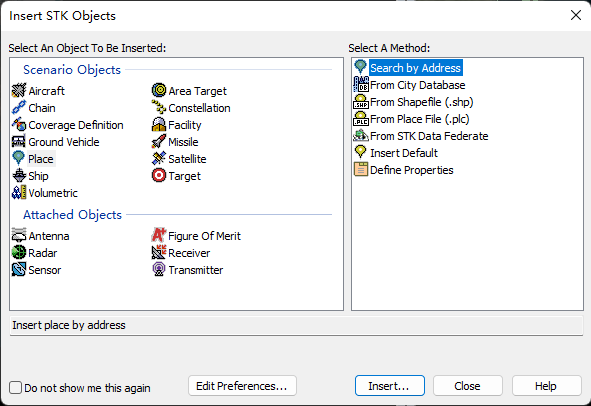 Insert STK Objects
Select An Object To Be Inserted:
Scenario Objects
Aircraft
Area Target
Chain
Constellation
Coverage Definition
Facility
Ground Vehicle
Missile
Place
Satellite
Ship
Target
Volumetric
Attached Objects
Antenna
Figure Of Merit
Radar
Receiver
Sensor
Transmitter
Select A Method:
Search by Address
From City Database
From Shapefile (.shp)
From Place File (.plc)
From STK Data Federate
Insert Default
Define Properties
Insert place by address
Do not show me this again
Edit Preferences...
Insert...
Close
Help